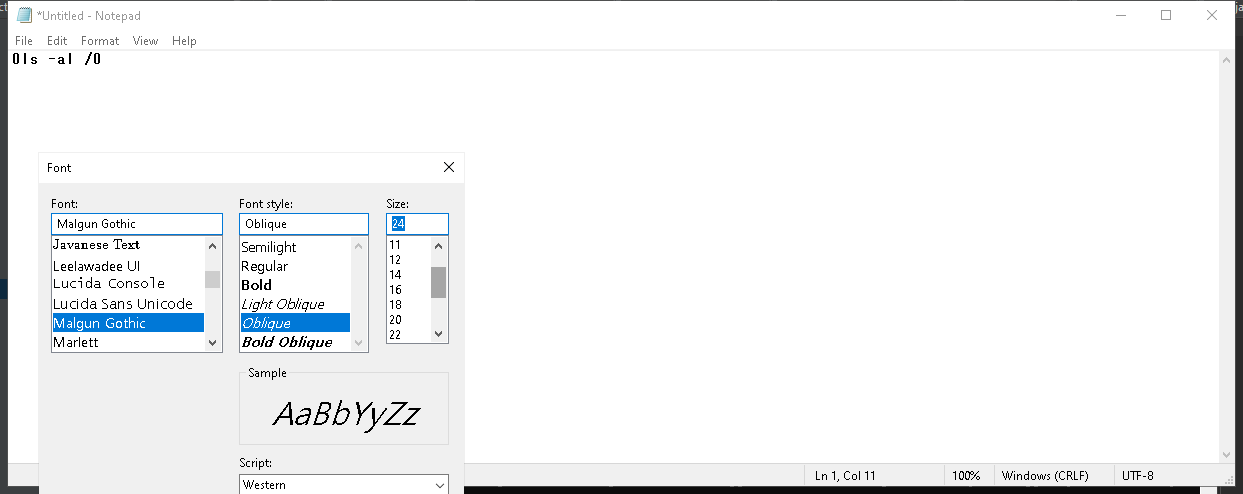 *Untitled - Notepad
File Edit Format View Help
0ls -al /0
Font
Font: Font style: Size:
Malgun Gothic Oblique 24
Javanese Text Semilight 11
Leelawadee UI Regular 12
Lucida Console Bold 14
Lucida Sans Unicode Light Oblique 16
Malgun Gothic Oblique 18
Marlett Bold Oblique 20
22
Sample
AaBbYyZz
Script:
Western
Ln 1, Col 11 100% Windows (CRLF) UTF-8